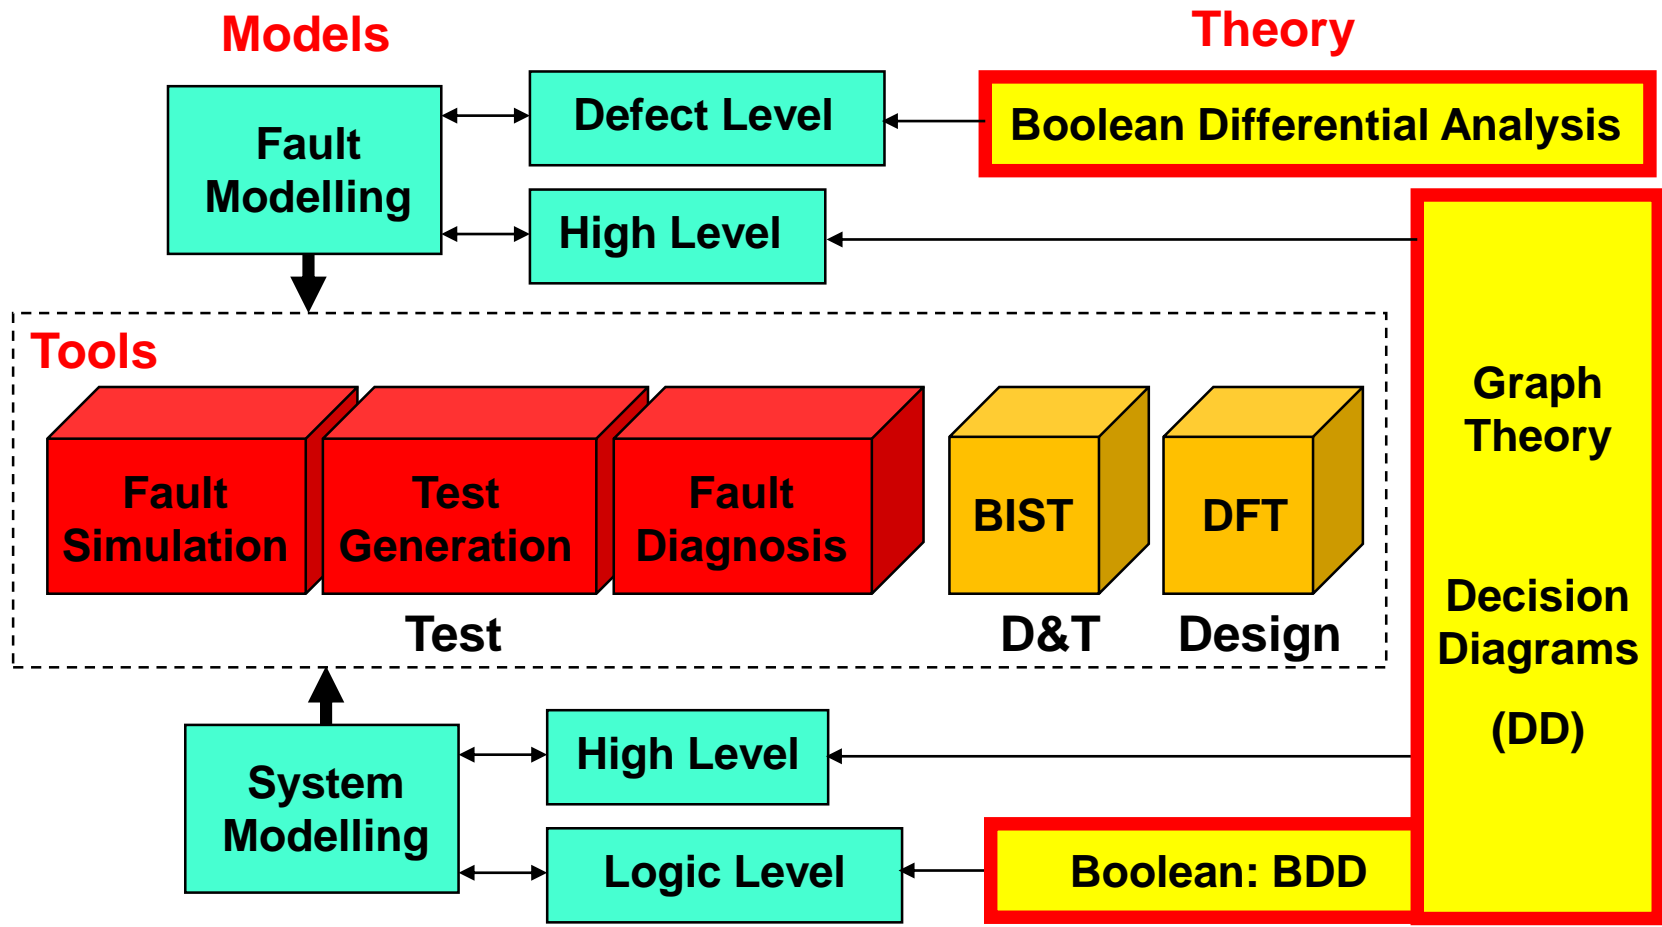 Models
Theory
Fault
Modelling
Defect Level
Boolean Differential Analysis
High Level
Tools
Fault
Simulation
Test
Generation
Fault
Diagnosis
BIST
DFT
Test
D&T
Design
Graph
Theory
Decision
Diagrams
(DD)
System
Modelling
High Level
Logic Level
Boolean: BDD